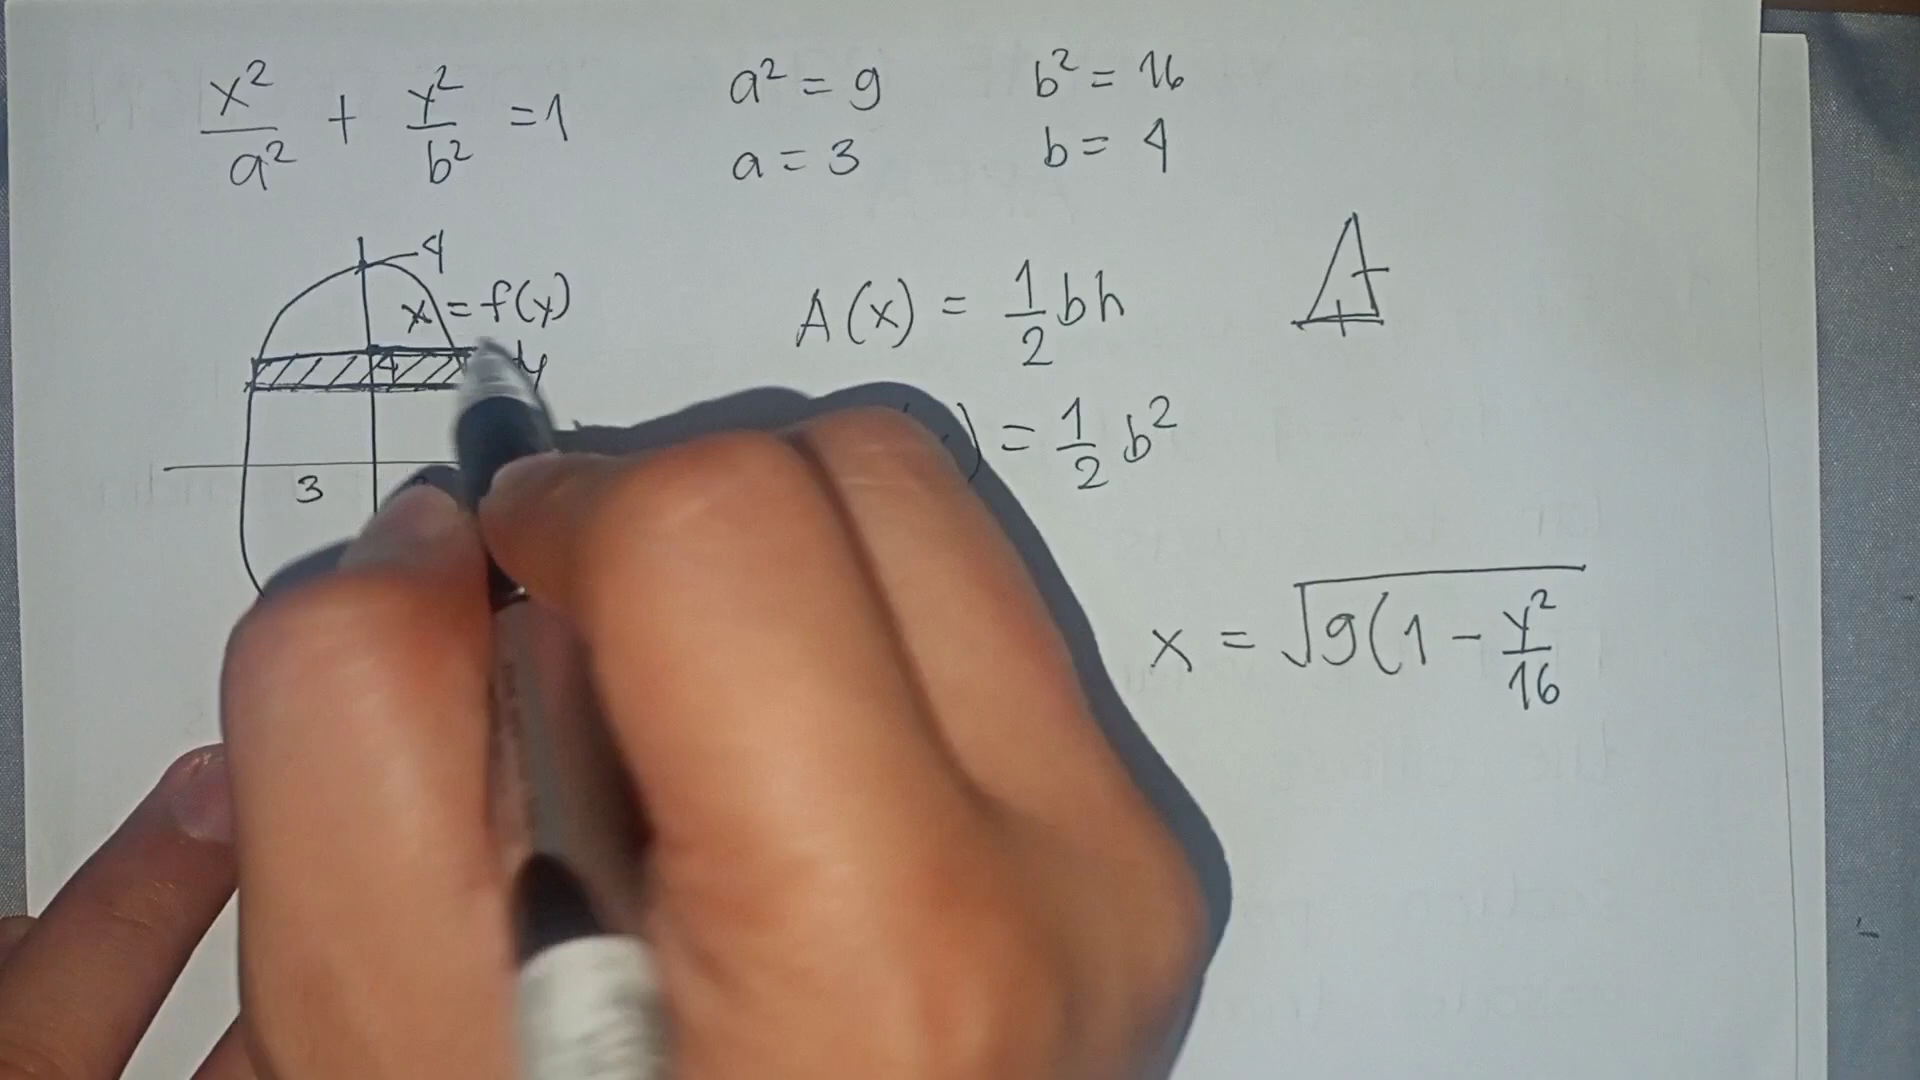 x²/a² + y²/b² = 1
a² = 9
a = 3
b² = 16
b = 4
4
x = f(y)
3
A(x) = 1/2 bh
) = 1/2 b²
x = √9(1 - y²/16